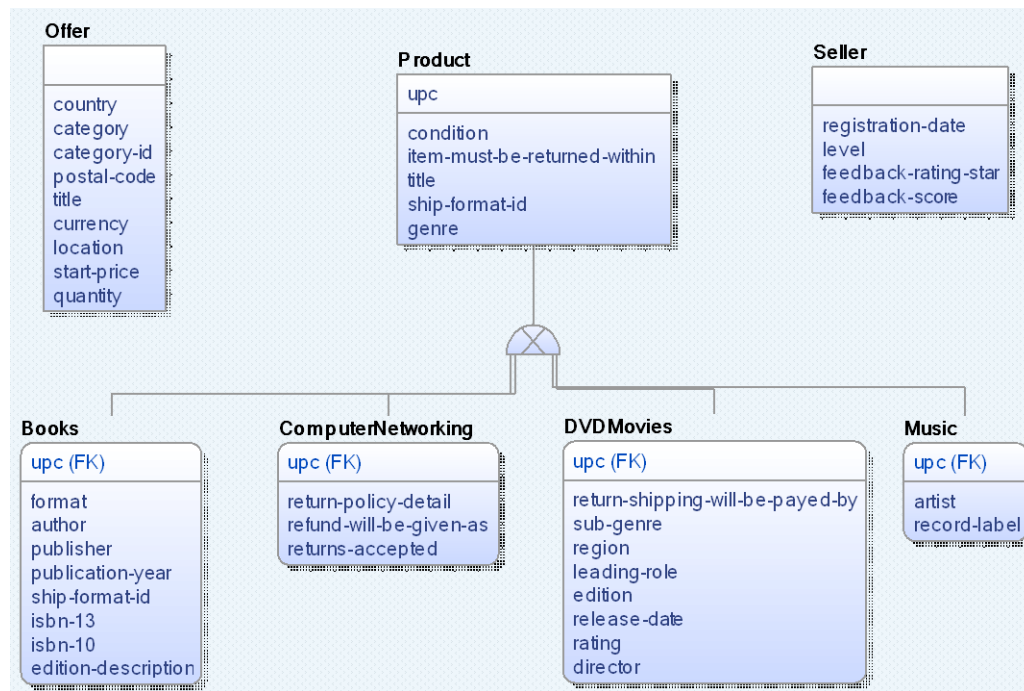 Offer
country
category
category-id
postal-code
title
currency
location
start-price
quantity
Product
upc
condition
item-must-be-returned-within
title
ship-format-id
genre
Seller
registration-date
level
feedback-rating-star
feedback-score
Books
upc (FK)
format
author
publisher
publication-year
ship-format-id
isbn-13
isbn-10
edition-description
ComputerNetworking
upc (FK)
return-policy-detail
refund-will-be-given-as
returns-accepted
DVDMovies
upc (FK)
return-shipping-will-be-payed-by
sub-genre
region
leading-role
edition
release-date
rating
director
Music
upc (FK)
artist
record-label